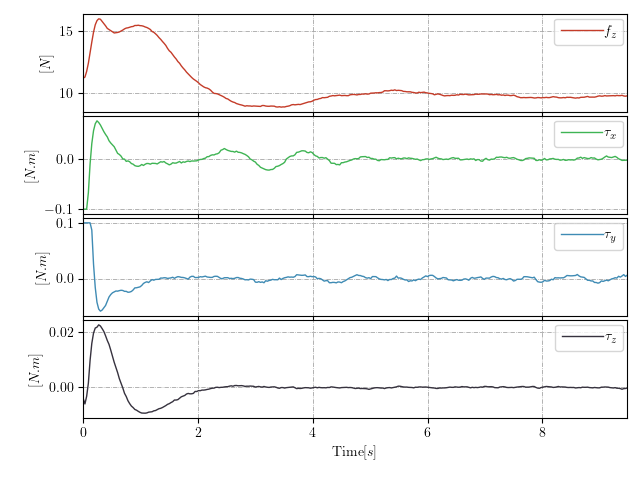 15
10
[N]
f_z
0.0
−0.1
[N.m]
τ_x
0.1
0.0
[N.m]
τ_y
0.02
0.00
[N.m]
τ_z
0 2 4 6 8
Time[s]